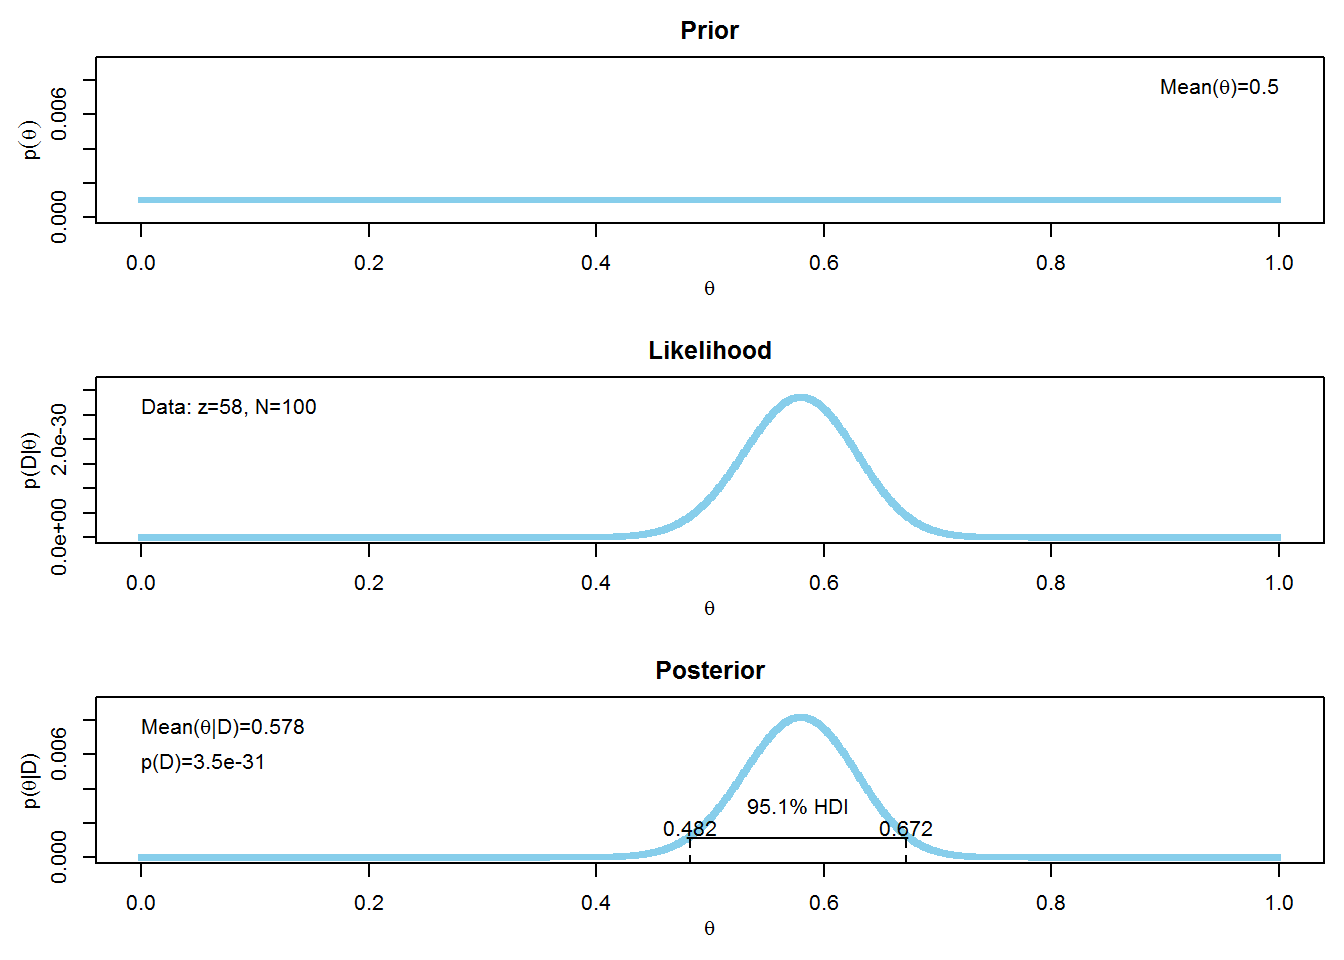 Prior
Mean(θ)=0.5
p(θ)
0.000
0.006
0.0 0.2 0.4 0.6 0.8 1.0
θ
Likelihood
Data: z=58, N=100
p(D|θ)
0.0e+00
2.0e-30
0.0 0.2 0.4 0.6 0.8 1.0
θ
Posterior
Mean(θ|D)=0.578
p(D)=3.5e-31
p(θ|D)
0.000
0.006
95.1% HDI
0.482 0.672
0.0 0.2 0.4 0.6 0.8 1.0
θ